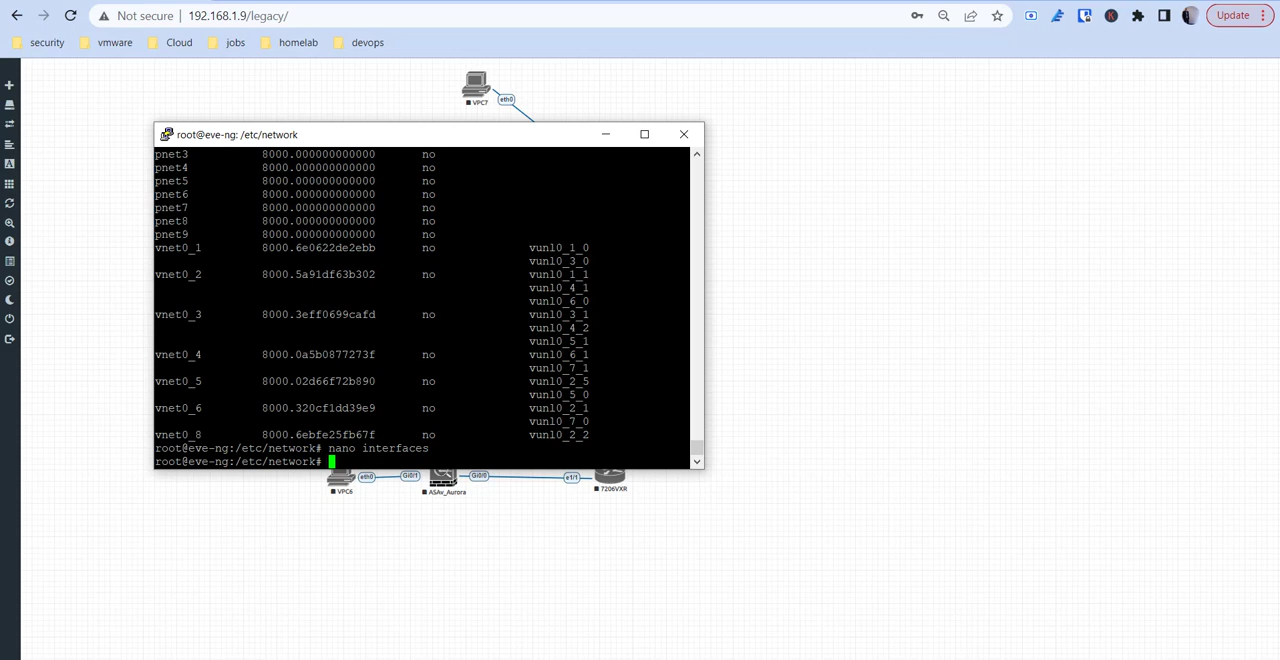 Not secure | 192.168.1.9/legacy/
Update
security vmware Cloud jobs homelab devops
VPC7
eth0
root@eve-ng: /etc/network
pnet3 8000.000000000000 no
pnet4 8000.000000000000 no
pnet5 8000.000000000000 no
pnet6 8000.000000000000 no
pnet7 8000.000000000000 no
pnet8 8000.000000000000 no
pnet9 8000.000000000000 no
vnet0_1 8000.6e0622de2ebb no vunl0_1_0
vunl0_3_0
vnet0_2 8000.5a91df63b302 no vunl0_1_1
vunl0_4_1
vunl0_6_0
vnet0_3 8000.3eff0699cafd no vunl0_3_1
vunl0_4_2
vunl0_5_1
vnet0_4 8000.0a5b0877273f no vunl0_6_1
vunl0_7_1
vnet0_5 8000.02d66f72b890 no vunl0_2_5
vunl0_5_0
vnet0_6 8000.320cf1dd39e9 no vunl0_2_1
vunl0_7_0
vnet0_8 8000.6ebfe25fb67f no vunl0_2_2
root@eve-ng:/etc/network# nano interfaces
root@eve-ng:/etc/network#
eth0 Gi0/1 Gi0/0 e1/1
VPC6 ASAv_Aurora 7206VXR